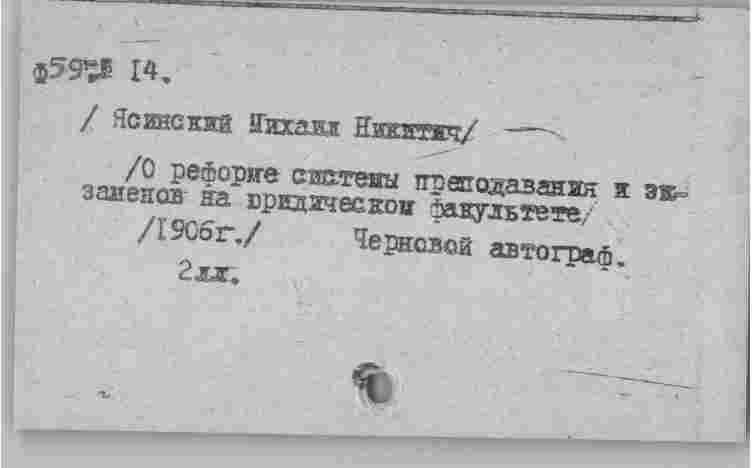 ф59 № 14.
/ Ясинский Михаил Никитич/
/О реформе системы преподавания и эк-
заменов на юридическом факультете/
/1906г./ Черновой автограф.
2лл.